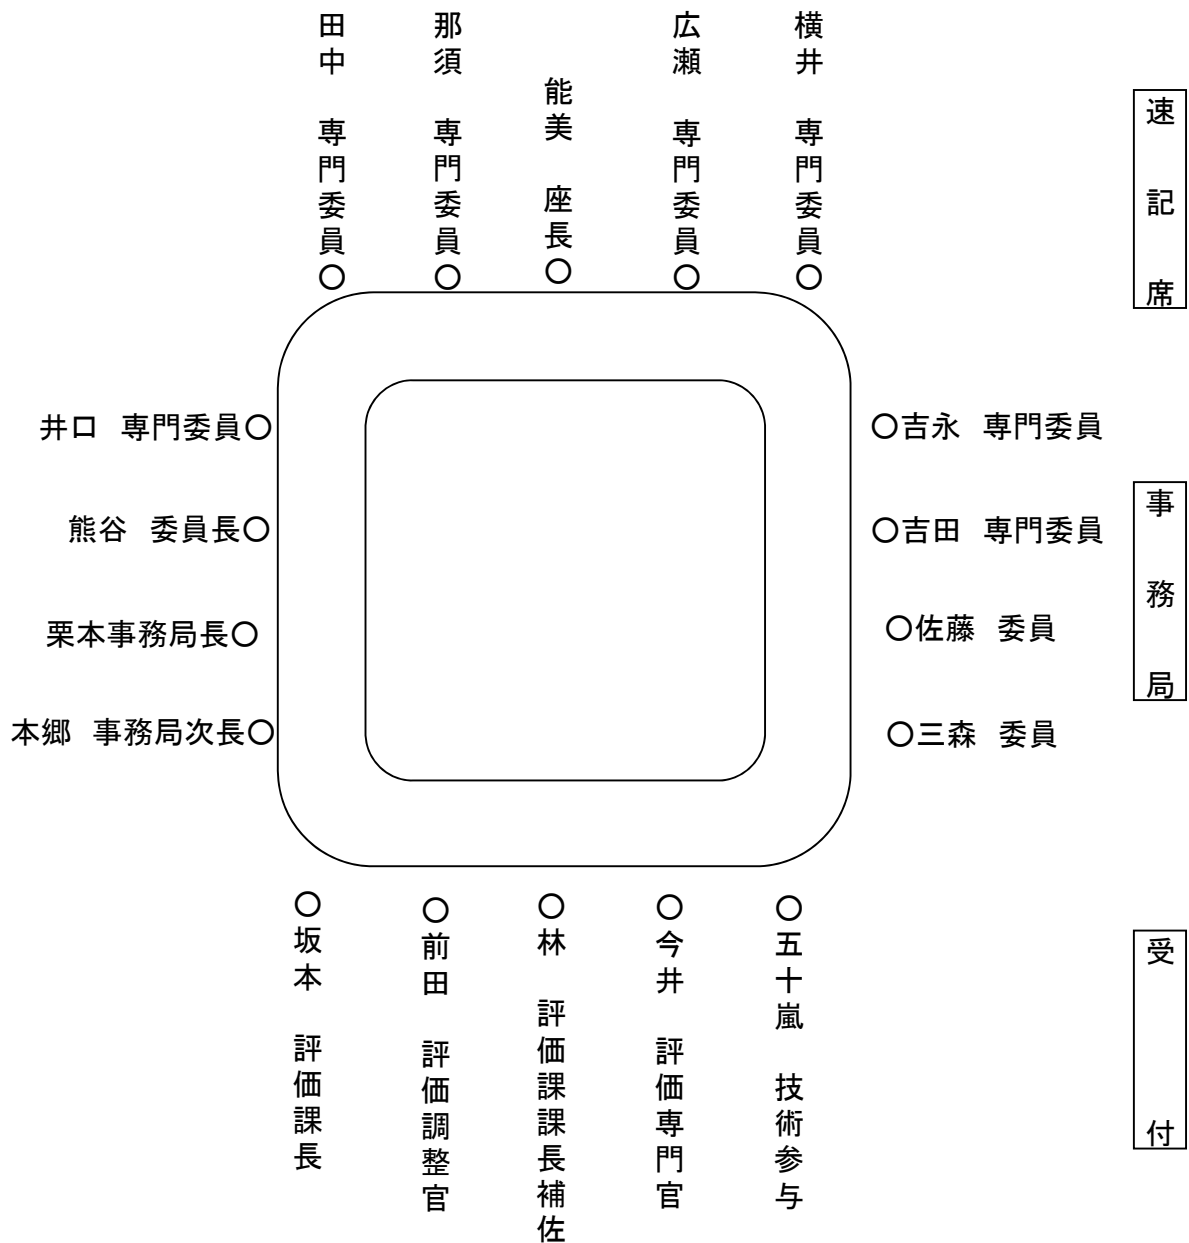 田中　専門委員○
那須　専門委員○
能美　座長○
広瀬　専門委員○
横井　専門委員○
速記席
井口　専門委員○
○吉永　専門委員
熊谷　委員長○
○吉田　専門委員
事務局
栗本事務局長○
○佐藤　委員
本郷　事務局次長○
○三森　委員
○坂本　評価課長
○前田　評価調整官
○林　評価課課長補佐
○今井　評価専門官
○五十嵐　技術参与
受付